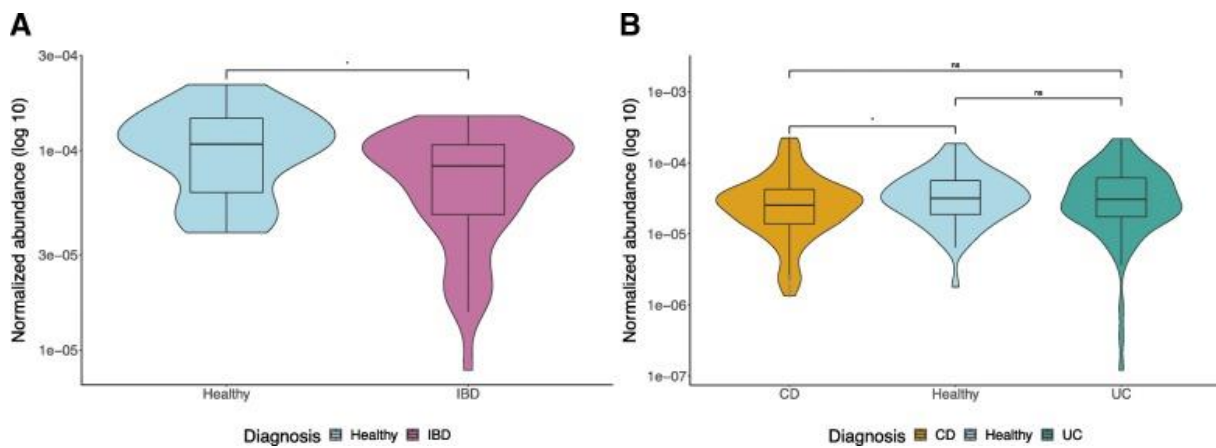 A
Normalized abundance (log 10)
3e−04
1e−04
3e−05
1e−05
*
Healthy
IBD
Diagnosis Healthy IBD
B
Normalized abundance (log 10)
1e−03
1e−04
1e−05
1e−06
1e−07
ns
ns
*
CD
Healthy
UC
Diagnosis CD Healthy UC